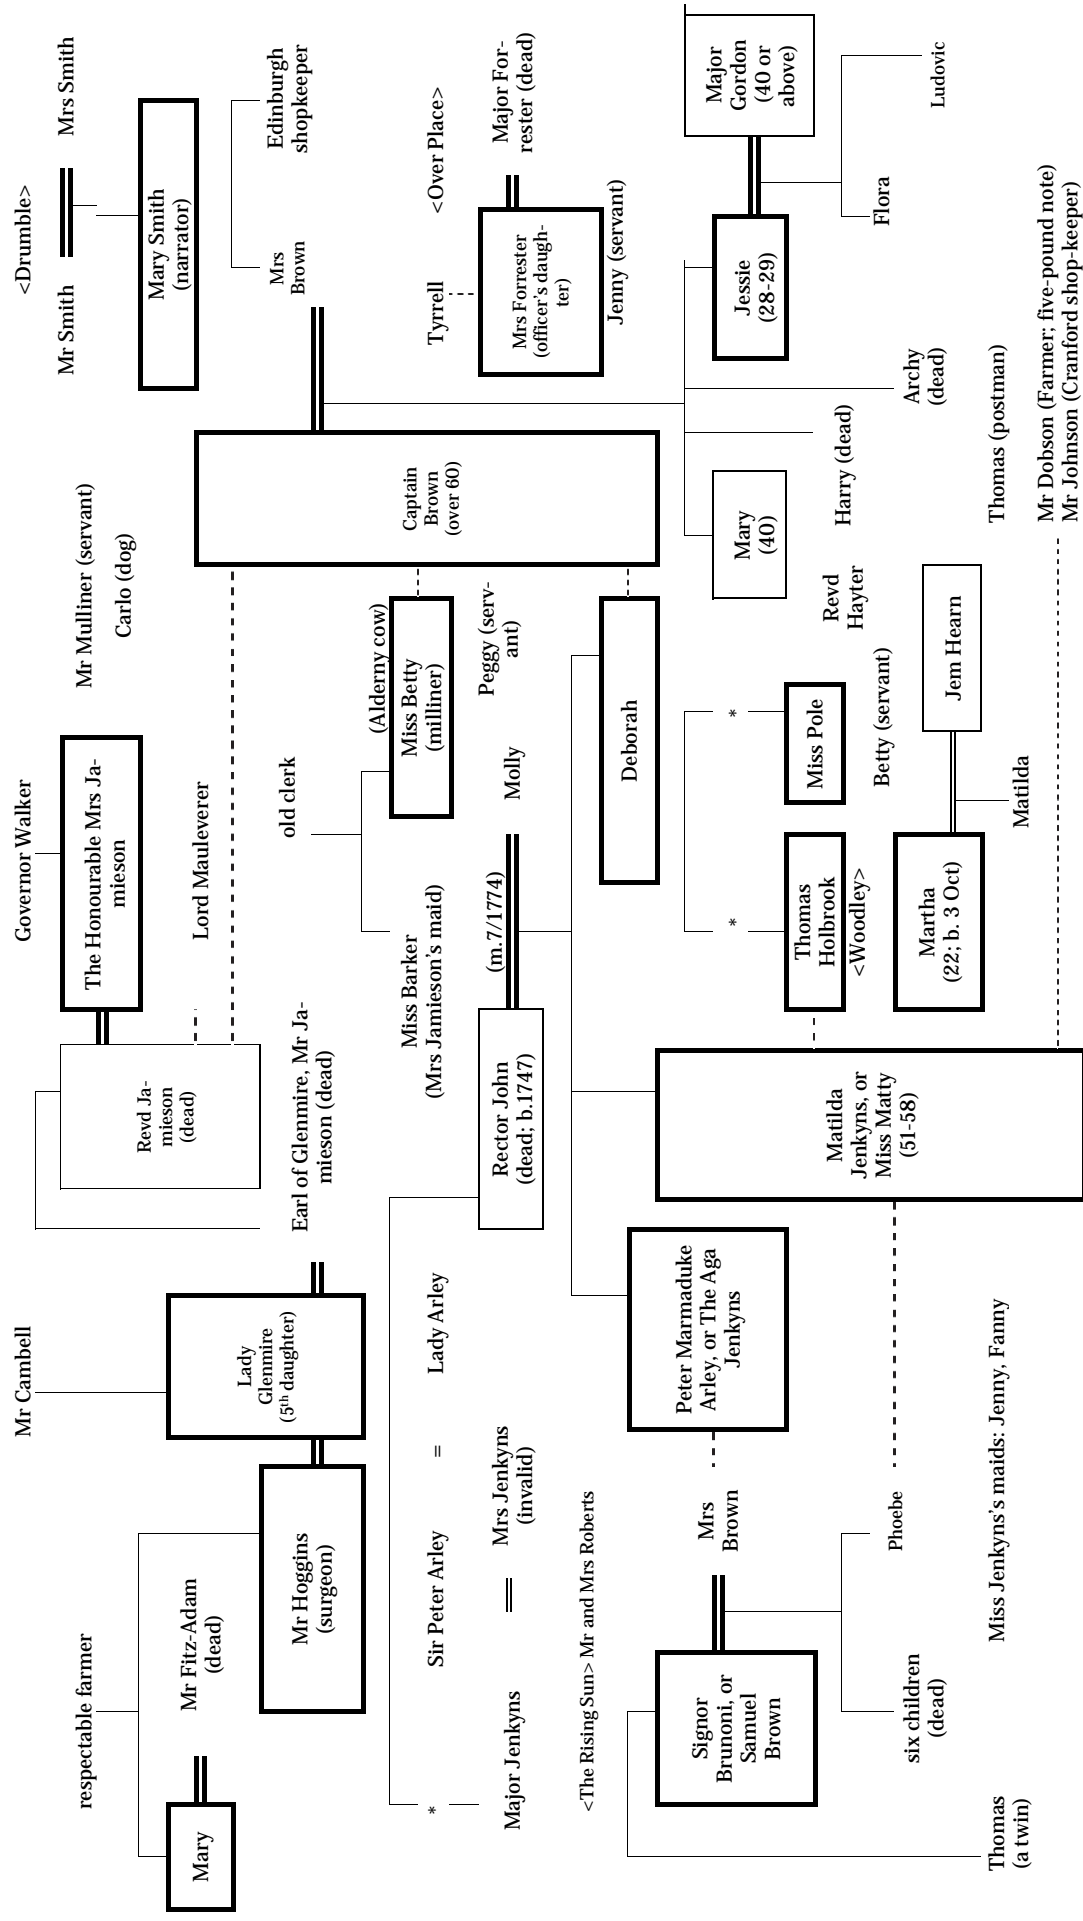 Mr Cambell
Governor Walker
<Drumble>
respectable farmer
Mr Smith
Mrs Smith
The Honourable Mrs Ja-
mieson
Mr Mulliner (servant)
Carlo (dog)
Mary Smith
(narrator)
Revd Ja-
mieson
(dead)
Mary
Mr Fitz-Adam
(dead)
Lord Mauleverer
Lady
Glenmire
(5th daughter)
Mr Hoggins
(surgeon)
Earl of Glenmire, Mr Ja-
mieson (dead)
old clerk
Mrs
Brown
Edinburgh
shopkeeper
Captain
Brown
(over 60)
(Alderny cow)
Miss Betty
(milliner)
Miss Barker
(Mrs Jamieson's maid)
Sir Peter Arley
=
Lady Arley
Tyrrell
<Over Place>
*
Major Jenkyns
Mrs Jenkyns
(invalid)
Rector John
(dead; b.1747)
(m.7/1774)
Molly
Peggy (serv-
ant)
Mrs Forrester
(officer's daugh-
ter)
Major For-
rester (dead)
Jenny (servant)
<The Rising Sun> Mr and Mrs Roberts
Deborah
Signor
Brunoni, or
Samuel
Brown
Mrs
Brown
Peter Marmaduke
Arley, or The Aga
Jenkyns
*
*
Mary
(40)
Jessie
(28-29)
Major
Gordon
(40 or
above)
Matilda
Jenkyns, or
Miss Matty
(51-58)
Thomas
Holbrook
<Woodley>
Miss Pole
Betty (servant)
Revd
Hayter
Harry (dead)
Flora
Phoebe
six children
(dead)
Martha
(22; b. 3 Oct)
Jem Hearn
Archy
(dead)
Ludovic
Thomas
(a twin)
Miss Jenkyns's maids: Jenny, Fanny
Matilda
Thomas (postman)
Mr Dobson (Farmer; five-pound note)
Mr Johnson (Cranford shop-keeper)